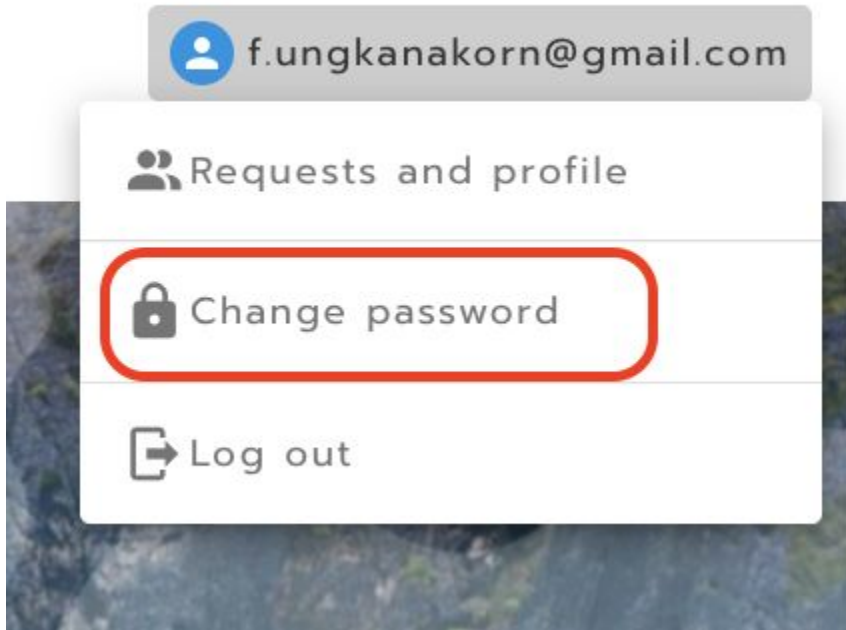 f.ungkanakorn@gmail.com
Requests and profile
Change password
Log out